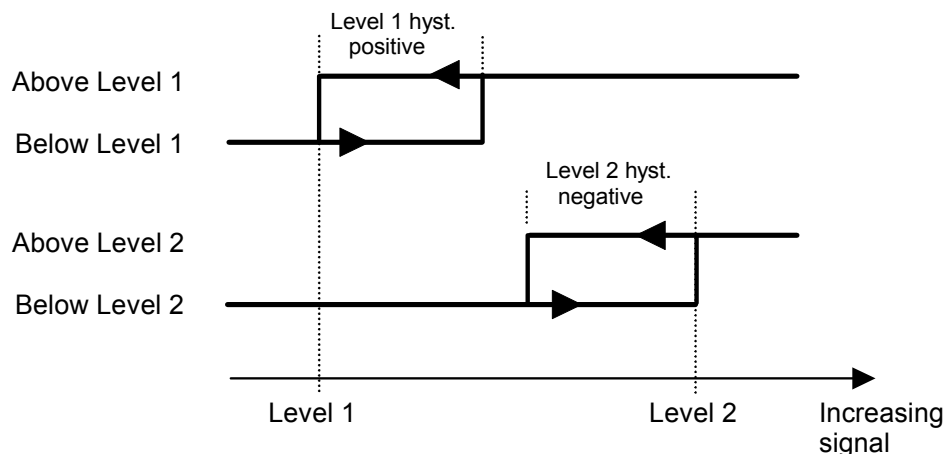 Level 1 hyst.
positive
Above Level 1
Below Level 1
Level 2 hyst.
negative
Above Level 2
Below Level 2
Level 1
Level 2
Increasing
signal